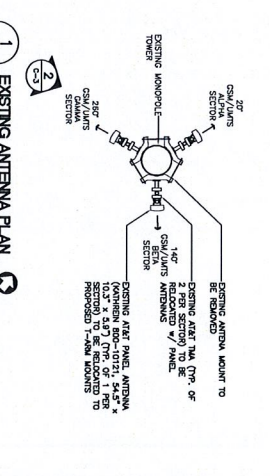 20°
GSM/UMTS
ALPHA
SECTOR
EXISTING MONOPOLE
TOWER
260°
GSM/UMTS
GAMMA
SECTOR
140°
GSM/UMTS
BETA
SECTOR
EXISTING ANTENA MOUNT TO
BE REMOVED
EXISTING AT&T TMA (TYP. OF
2 PER SECTOR) TO BE
RELOCATED W/ PANEL
ANTENNAS
EXISTING AT&T PANEL ANTENNA
(KATHREIN 800-10121, 54.5" x
10.3" x 5.9") (TYP. OF 1 PER
SECTOR) TO BE RELOCATED TO
PROPOSED T-ARM MOUNTS
2
C-3
1
EXISTING ANTENNA PLAN